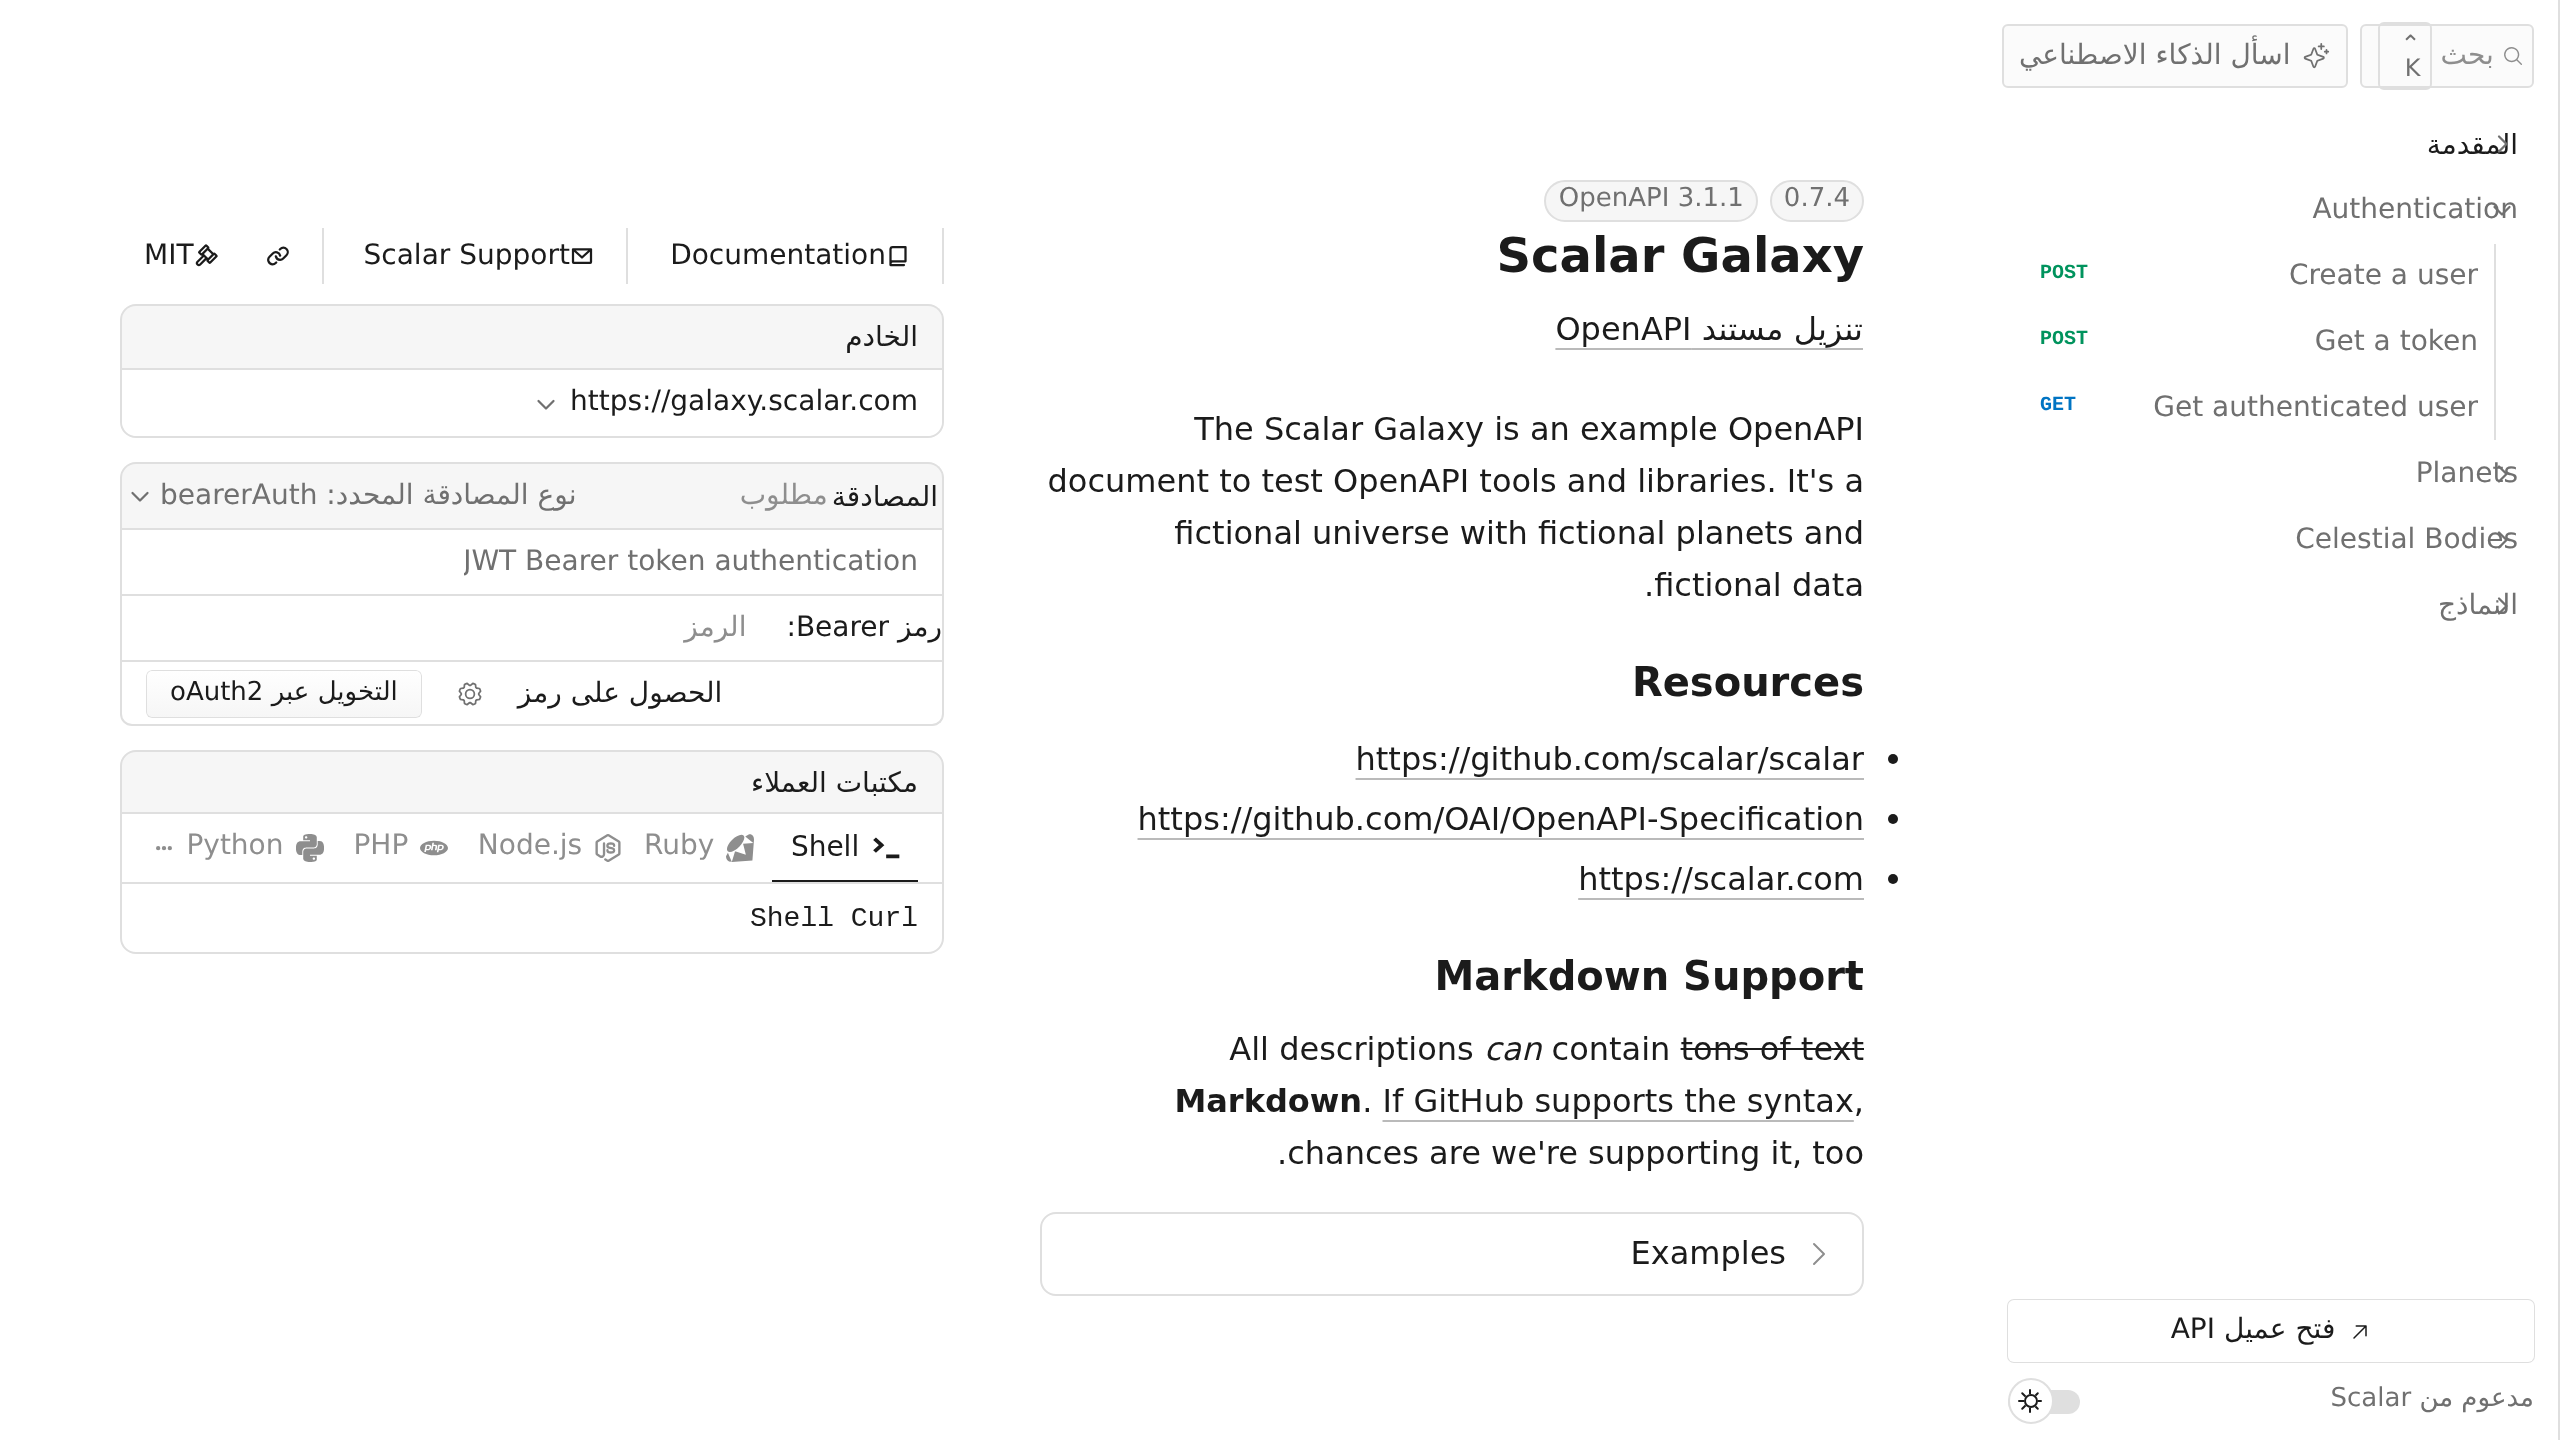 بحث
⌃ K
اسأل الذكاء الاصطناعي
المقدمة
Authentication
Create a user POST
Get a token POST
Get authenticated user GET
Planets
Celestial Bodies
النماذج
فتح عميل API
مدعوم من Scalar
0.7.4 OpenAPI 3.1.1
Scalar Galaxy
تنزيل مستند OpenAPI
The Scalar Galaxy is an example OpenAPI
document to test OpenAPI tools and libraries. It's a
fictional universe with fictional planets and
fictional data.
Resources
https://github.com/scalar/scalar
https://github.com/OAI/OpenAPI-Specification
https://scalar.com
Markdown Support
All descriptions can contain tons of text
Markdown. If GitHub supports the syntax,
chances are we're supporting it, too.
Examples
Documentation
Scalar Support
MIT
الخادم
https://galaxy.scalar.com
المصادقة مطلوب
نوع المصادقة المحدد: bearerAuth
JWT Bearer token authentication
رمز Bearer: الرمز
الحصول على رمز
التخويل عبر oAuth2
مكتبات العملاء
Shell Ruby Node.js PHP Python
Shell Curl